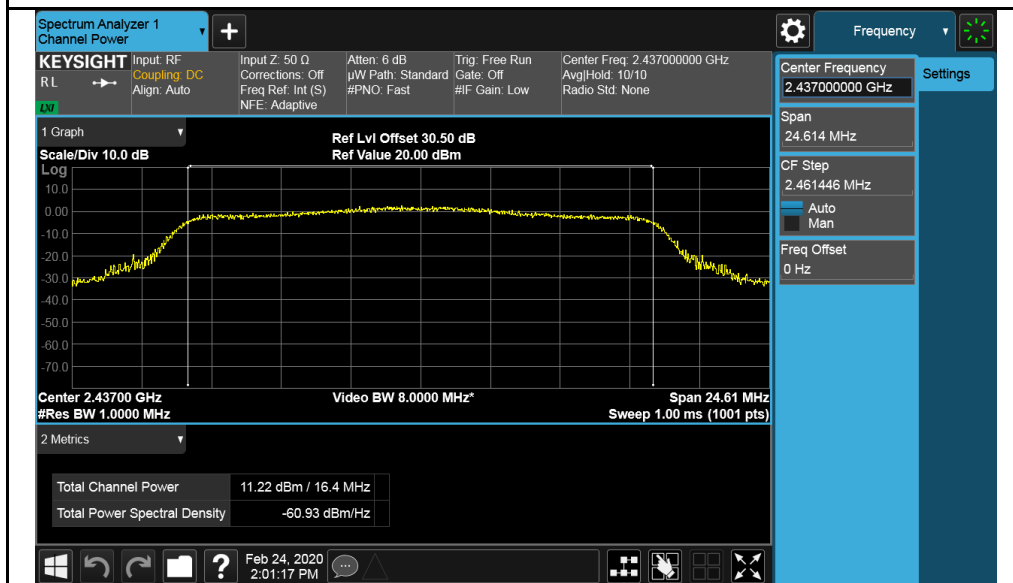 Spectrum Analyzer 1
Channel Power
+
Frequency
KEYSIGHT
RL
LXI
Input: RF
Coupling: DC
Align: Auto
Input Z: 50 Ω
Corrections: Off
Freq Ref: Int (S)
NFE: Adaptive
Atten: 6 dB
µW Path: Standard
#PNO: Fast
Trig: Free Run
Gate: Off
#IF Gain: Low
Center Freq: 2.437000000 GHz
Avg|Hold: 10/10
Radio Std: None
1 Graph
Scale/Div 10.0 dB
Ref Lvl Offset 30.50 dB
Ref Value 20.00 dBm
Log
10.0
0.00
-10.0
-20.0
-30.0
-40.0
-50.0
-60.0
-70.0
Center 2.43700 GHz
#Res BW 1.0000 MHz
Video BW 8.0000 MHz*
Span 24.61 MHz
Sweep 1.00 ms (1001 pts)
2 Metrics
Total Channel Power 11.22 dBm / 16.4 MHz
Total Power Spectral Density -60.93 dBm/Hz
Center Frequency
2.437000000 GHz
Settings
Span
24.614 MHz
CF Step
2.461446 MHz
Auto
Man
Freq Offset
0 Hz
?
Feb 24, 2020
2:01:17 PM